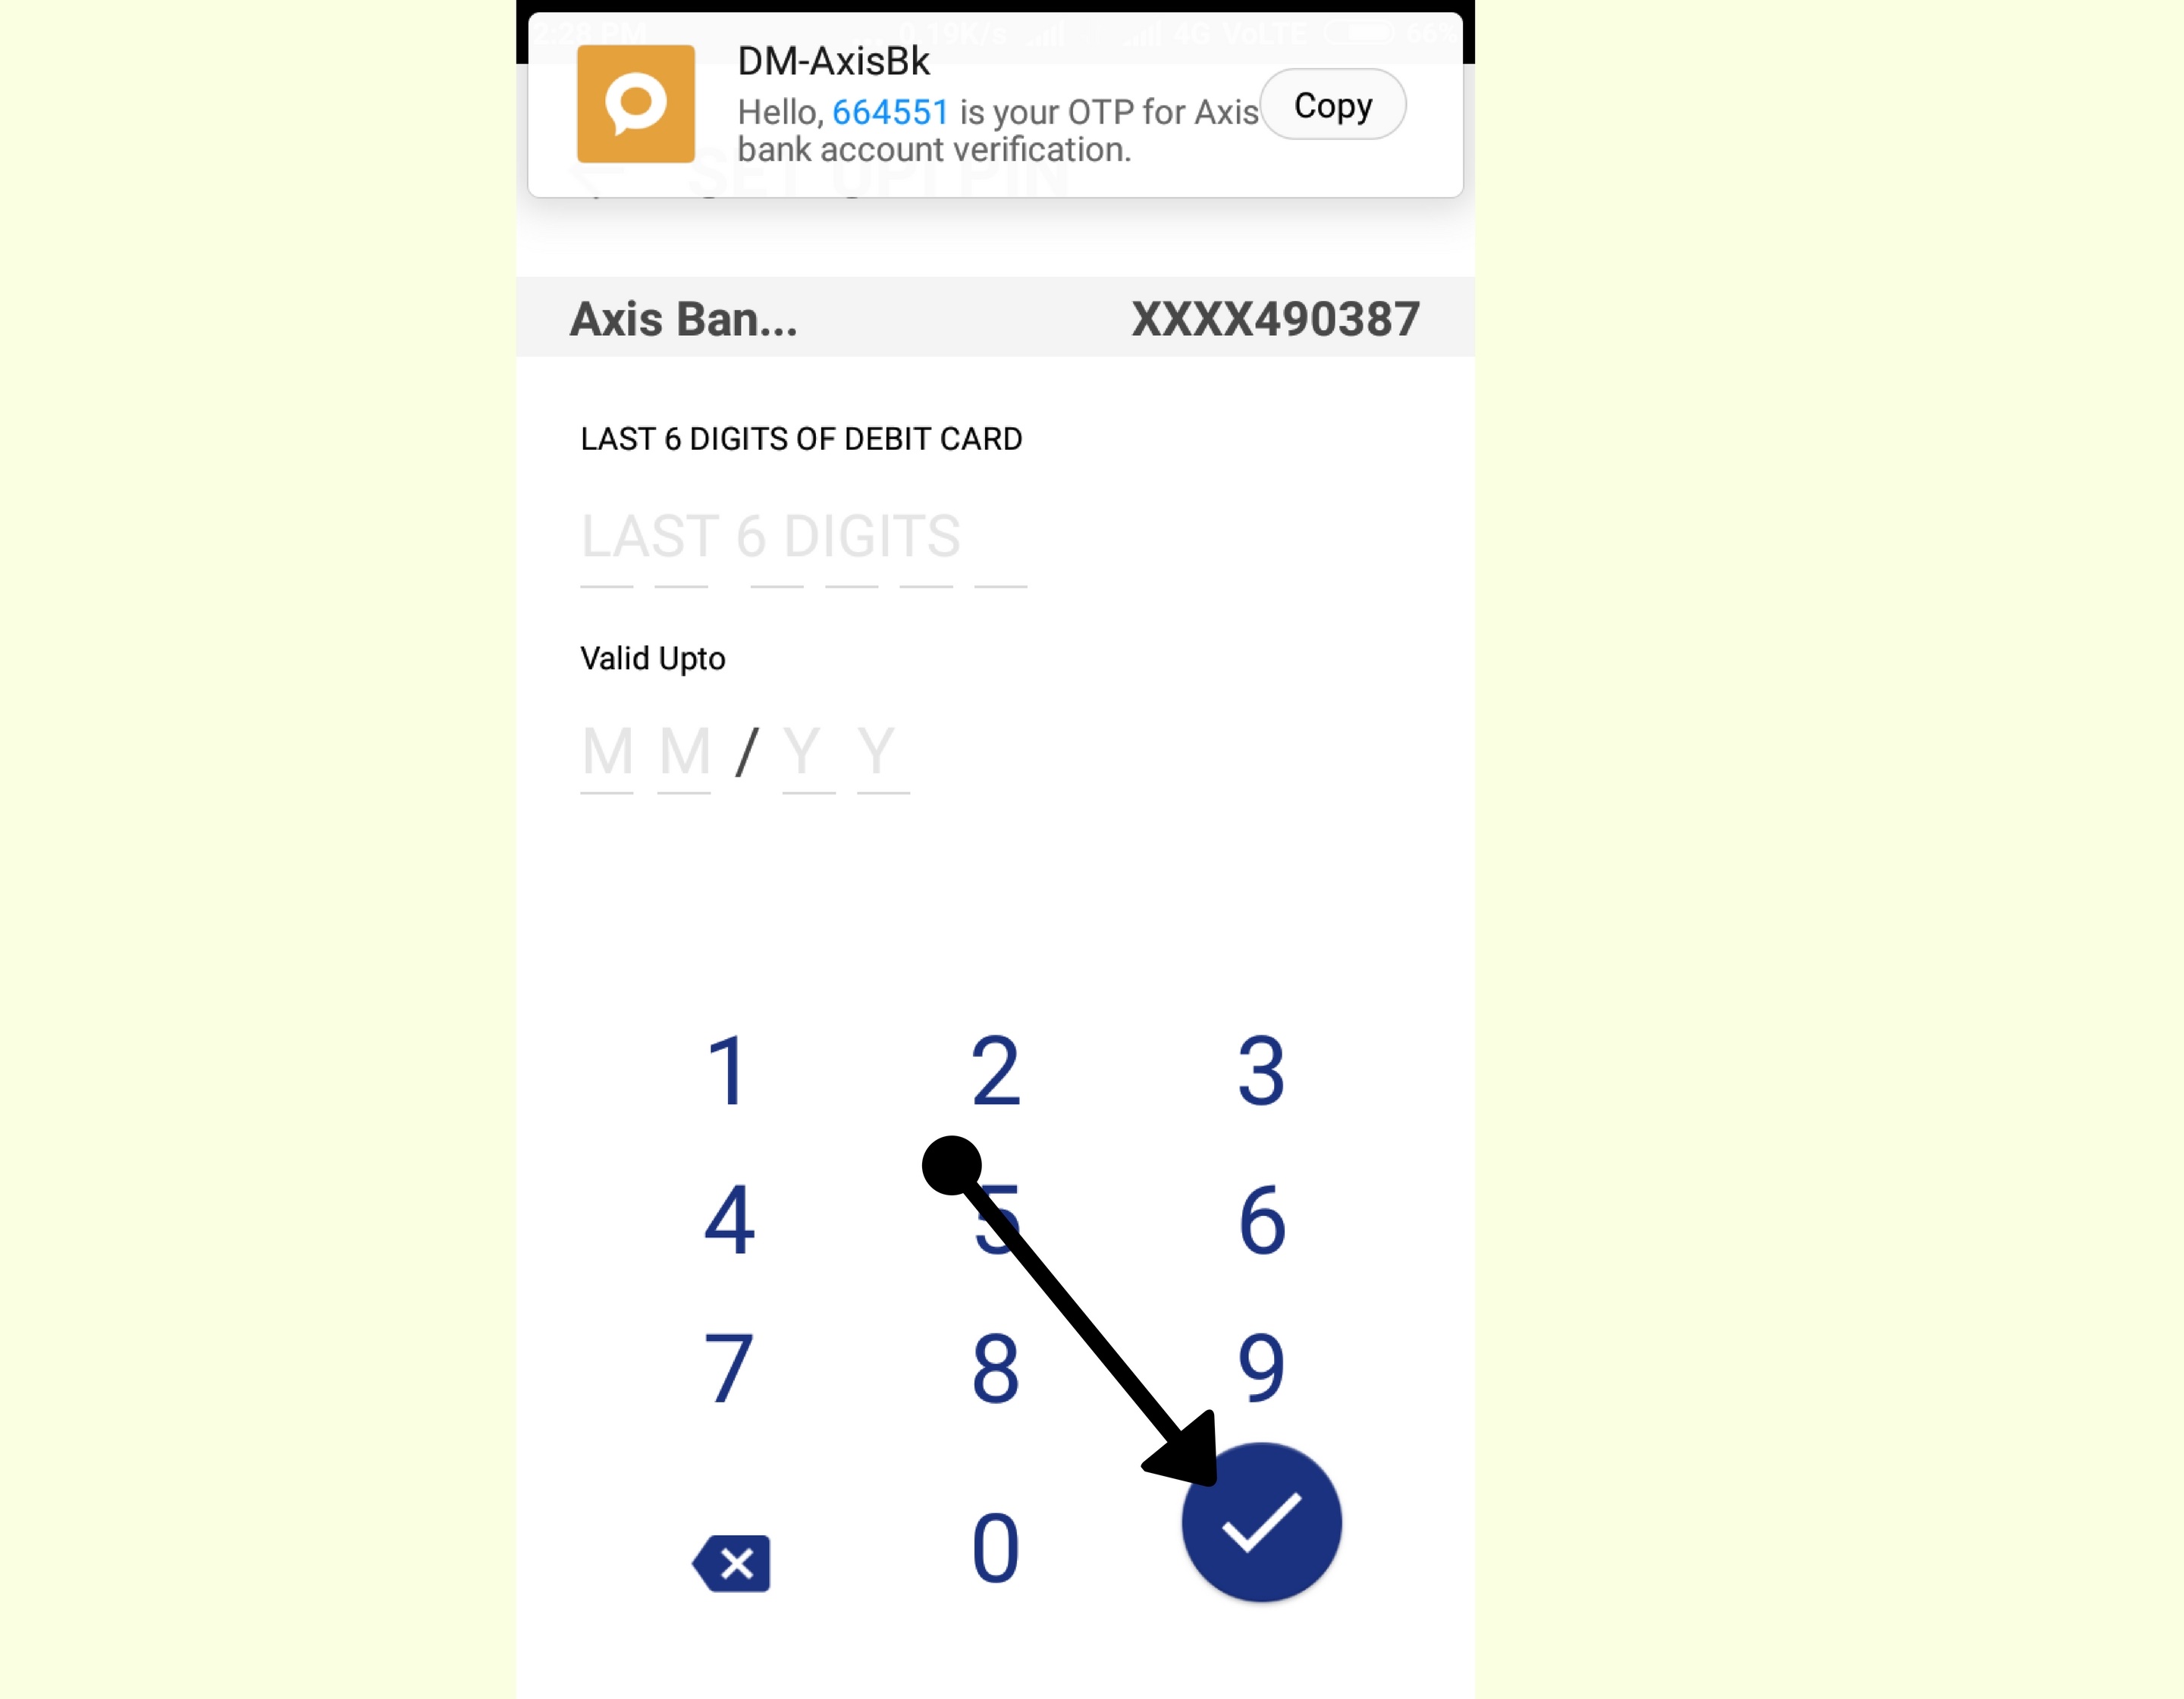 2:28 PM 0.19K/s 4G VoLTE 66%
DM-AxisBk
Hello, 664551 is your OTP for Axis
bank account verification.
Copy
SET UPI PIN
Axis Ban... XXXX490387
LAST 6 DIGITS OF DEBIT CARD
LAST 6 DIGITS
Valid Upto
M M / Y Y
1 2 3
4 5 6
7 8 9
0